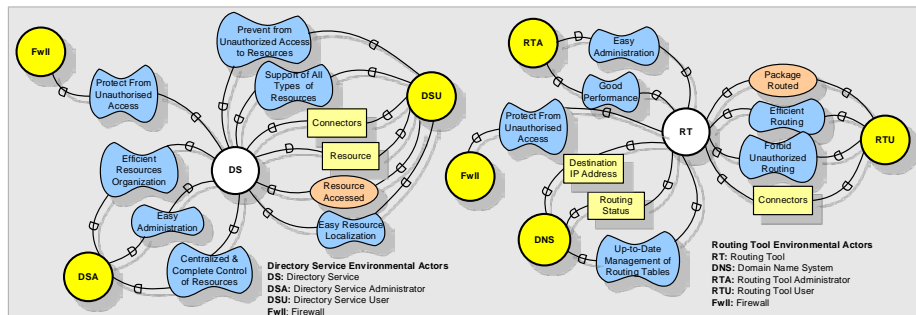 Fwll
Protect From
Unauthorised
Access
Prevent from
Unauthorized Access
to Resources
Support of All
Types of
Resources
DSU
Connectors
Resource
Resource
Accessed
Easy Resource
Localization
DS
Efficient
Resources
Organization
Easy
Administration
Centralized &
Complete Control
of Resources
DSA
Directory Service Environmental Actors
DS: Directory Service
DSA: Directory Service Administrator
DSU: Directory Service User
Fwll: Firewall
RTA
Easy
Administration
Good
Performance
Protect From
Unauthorised
Access
Fwll
RT
Package
Routed
Efficient
Routing
Forbid
Unauthorized
Routing
Connectors
RTU
Destination
IP Address
Routing
Status
DNS
Up-to-Date
Management of
Routing Tables
Routing Tool Environmental Actors
RT: Routing Tool
DNS: Domain Name System
RTA: Routing Tool Administrator
RTU: Routing Tool User
Fwll: Firewall